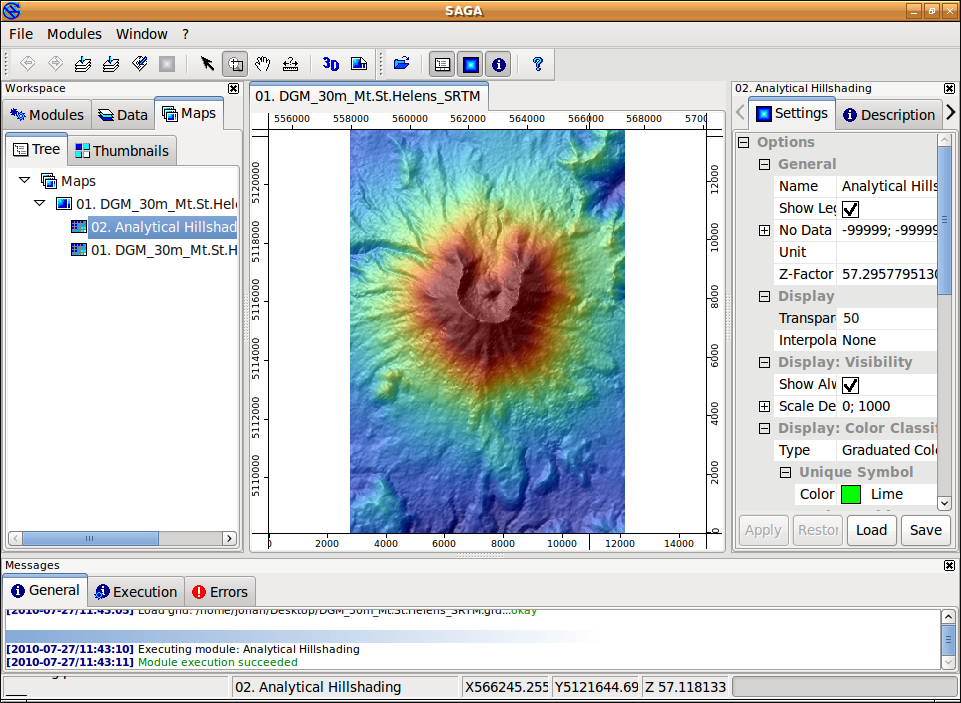 SAGA
File Modules Window ?
3D ?
Workspace
Modules Data Maps
Tree Thumbnails
Maps
01. DGM_30m_Mt.St.Hel
02. Analytical Hillshad
01. DGM_30m_Mt.St.H
01. DGM_30m_Mt.St.Helens_SRTM
556000 558000 560000 562000 564000 566000 568000 5700
5120000
5118000
5116000
5114000
5112000
5110000
12000
10000
8000
6000
4000
2000
0
2000 4000 6000 8000 10000 12000 14000
02. Analytical Hillshading
Settings Description
Options
General
Name Analytical Hills
Show Leg
No Data -99999; -99999
Unit
Z-Factor 57.2957795130
Display
Transpar 50
Interpola None
Display: Visibility
Show Alw
Scale De 0; 1000
Display: Color Classif
Type Graduated Colo
Unique Symbol
Color Lime
Apply Restor Load Save
Messages
General Execution Errors
[2010-07-27/11:43:05] Load grid: /home/johan/Desktop/DGM_30m_Mt.St.Helens_SRTM.grd...okay
[2010-07-27/11:43:10] Executing module: Analytical Hillshading
[2010-07-27/11:43:11] Module execution succeeded
02. Analytical Hillshading X566245.255 Y5121644.69 Z 57.118133